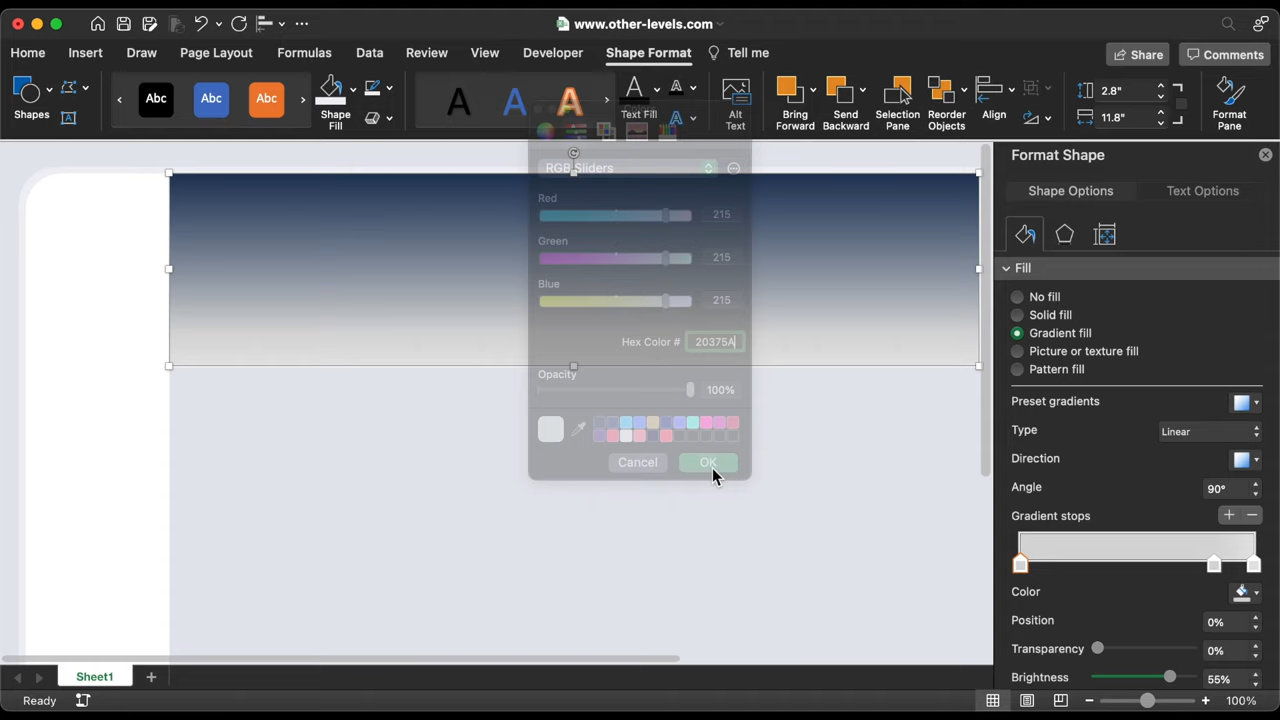 www.other-levels.com
Home Insert Draw Page Layout Formulas Data Review View Developer Shape Format Tell me Share Comments
Abc Abc Abc A A A A A A
Shapes Shape Fill Text Fill Alt Text Bring Forward Send Backward Selection Pane Reorder Objects Align 2.8" 11.8" Format Pane
Format Shape
Shape Options Text Options
Fill
No fill
Solid fill
Gradient fill
Picture or texture fill
Pattern fill
Preset gradients
Type Linear
Direction
Angle 90°
Gradient stops
Color
Position 0%
Transparency 0%
Brightness 55%
RGB Sliders
Red
215
Green
215
Blue
215
Hex Color # 20375A
Opacity
100%
Cancel OK
Sheet1
Ready 100%